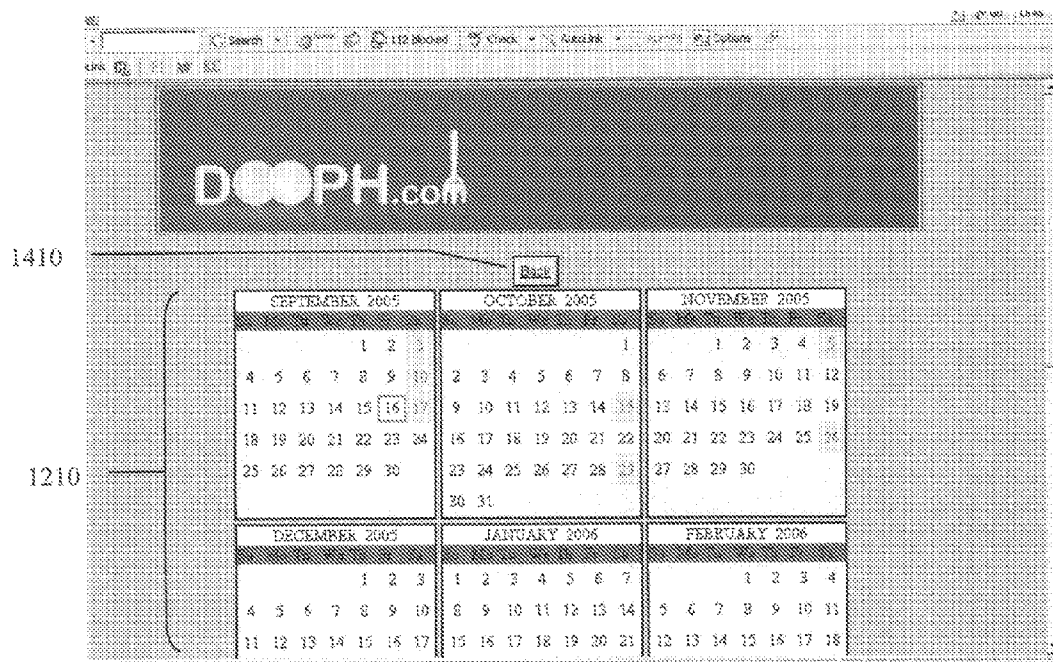 Search 112 blocked Check AutoLink Options
DOOPH.com
1410
Back
SEPTEMBER 2005 OCTOBER 2005 NOVEMBER 2005
1 2 3 1 1 2 3 4 5
4 5 6 7 8 9 10 2 3 4 5 6 7 8 6 7 8 9 10 11 12
11 12 13 14 15 16 17 9 10 11 12 13 14 15 13 14 15 16 17 18 19
18 19 20 21 22 23 24 16 17 18 19 20 21 22 20 21 22 23 24 25 26
1210
25 26 27 28 29 30 23 24 25 26 27 28 29 27 28 29 30
30 31
DECEMBER 2005 JANUARY 2006 FEBRUARY 2006
1 2 3 1 2 3 4 5 6 7 1 2 3 4
4 5 6 7 8 9 10 8 9 10 11 12 13 14 5 6 7 8 9 10 11
11 12 13 14 15 16 17 15 16 17 18 19 20 21 12 13 14 15 16 17 18